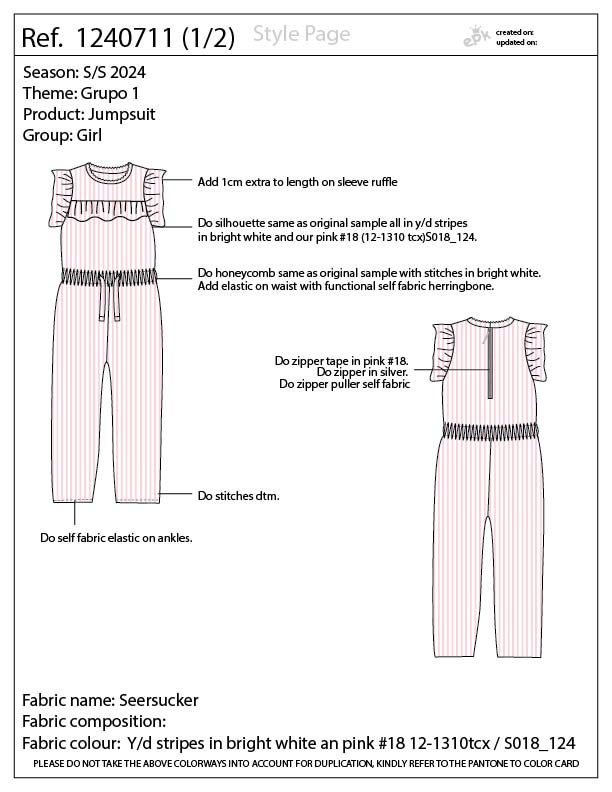 Ref. 1240711 (1/2)
Style Page
epk
created on:
updated on:
Season: S/S 2024
Theme: Grupo 1
Product: Jumpsuit
Group: Girl
Add 1cm extra to length on sleeve ruffle
Do silhouette same as original sample all in y/d stripes
in bright white and our pink #18 (12-1310 tcx)S018_124.
Do honeycomb same as original sample with stitches in bright white.
Add elastic on waist with functional self fabric herringbone.
Do zipper tape in pink #18.
Do zipper in silver.
Do zipper puller self fabric
Do stitches dtm.
Do self fabric elastic on ankles.
Fabric name: Seersucker
Fabric composition:
Fabric colour: Y/d stripes in bright white an pink #18 12-1310tcx / S018_124
PLEASE DO NOT TAKE THE ABOVE COLORWAYS INTO ACCOUNT FOR DUPLICATION, KINDLY REFER TO THE PANTONE TO COLOR CARD